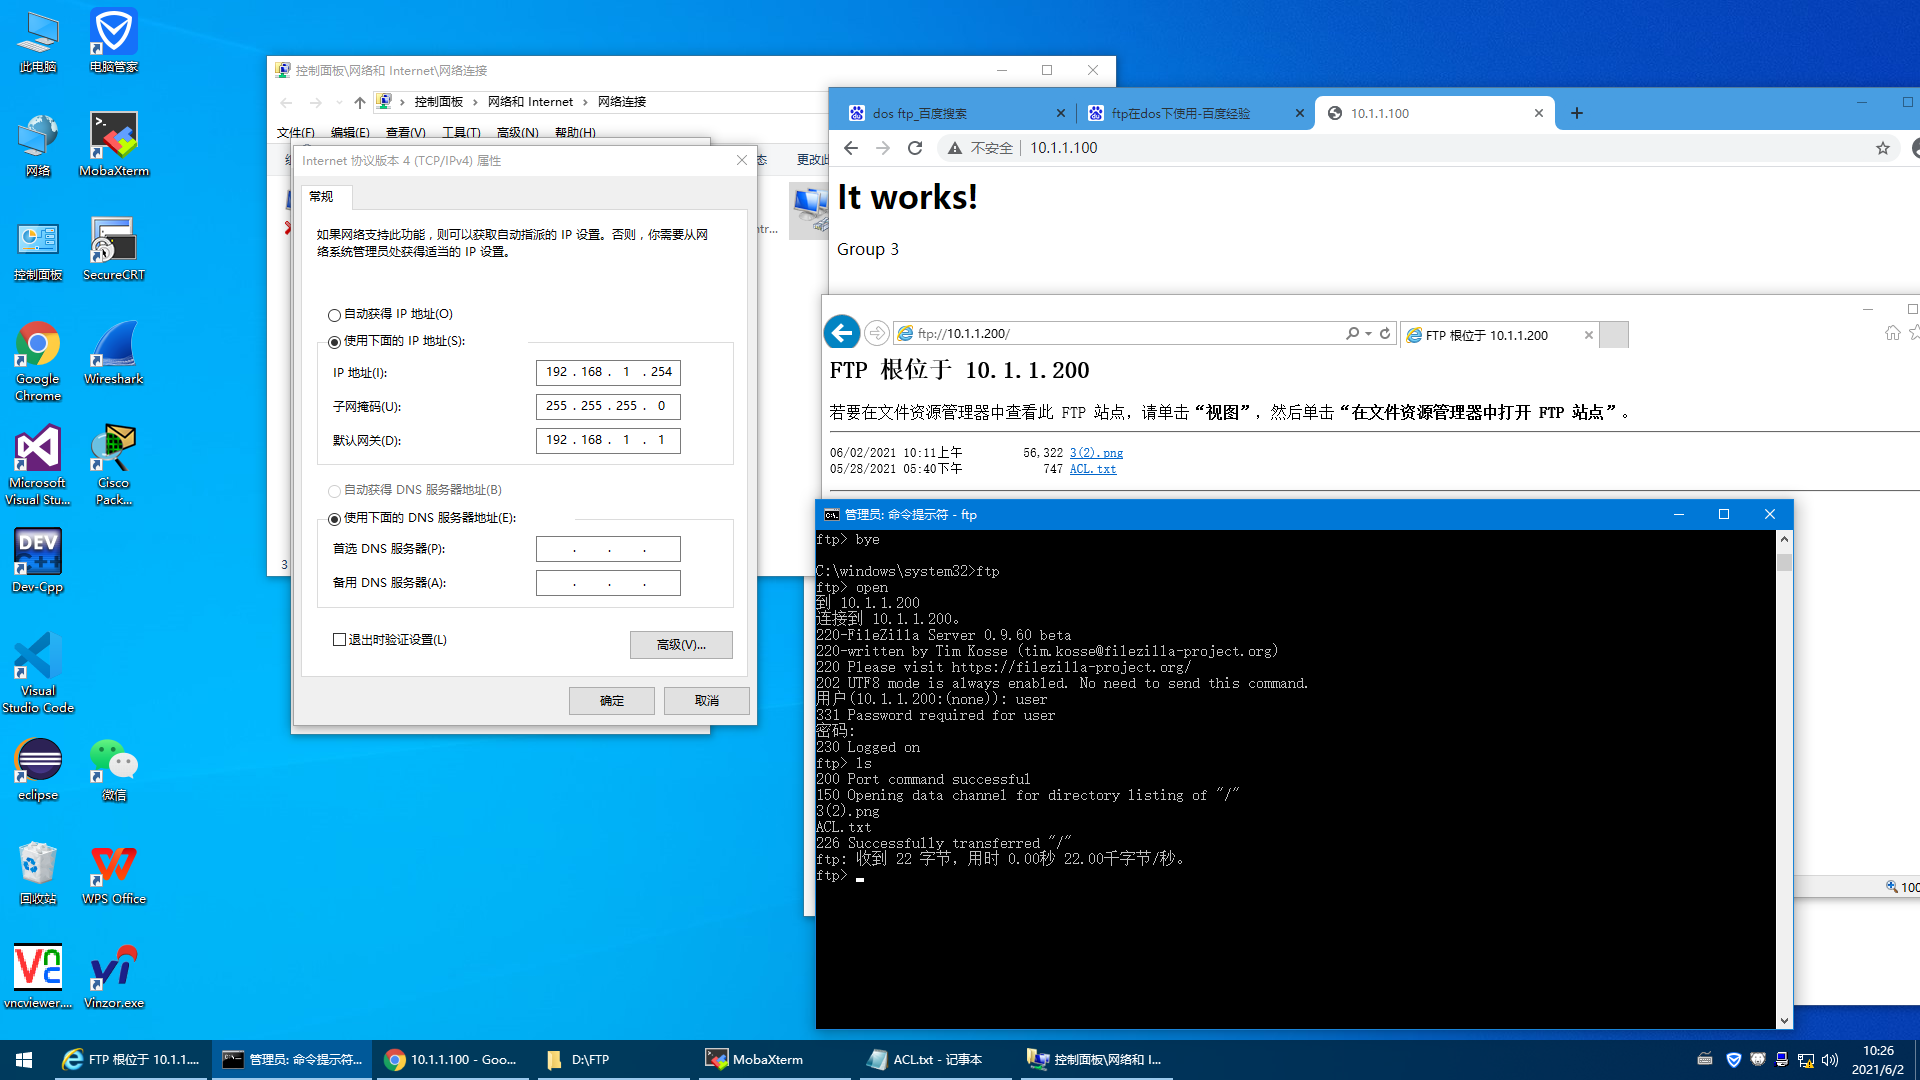 此电脑
电脑管家
网络
MobaXterm
控制面板
SecureCRT
Google
Chrome
Wireshark
Microsoft
Visual Stu...
Cisco
Pack...
Dev-Cpp
Visual
Studio Code
eclipse
微信
回收站
WPS Office
vncviewer....
Vinzor.exe
控制面板\网络和 Internet\网络连接
控制面板 › 网络和 Internet › 网络连接
文件(F) 编辑(E) 查看(V) 工具(T) 高级(N) 帮助(H)
态 更改此
ntr...
3
Internet 协议版本 4 (TCP/IPv4) 属性
常规
如果网络支持此功能，则可以获取自动指派的 IP 设置。否则，你需要从网
络系统管理员处获得适当的 IP 设置。
自动获得 IP 地址(O)
使用下面的 IP 地址(S):
IP 地址(I): 192 . 168 . 1 . 254
子网掩码(U): 255 . 255 . 255 . 0
默认网关(D): 192 . 168 . 1 . 1
自动获得 DNS 服务器地址(B)
使用下面的 DNS 服务器地址(E):
首选 DNS 服务器(P): . . .
备用 DNS 服务器(A): . . .
退出时验证设置(L)
高级(V)...
确定 取消
dos ftp_百度搜索
ftp在dos下使用-百度经验
10.1.1.100
不安全 | 10.1.1.100
It works!
Group 3
ftp://10.1.1.200/
FTP 根位于 10.1.1.200
FTP 根位于 10.1.1.200
若要在文件资源管理器中查看此 FTP 站点，请单击“视图”，然后单击“在文件资源管理器中打开 FTP 站点”。
06/02/2021 10:11上午 56,322 3(2).png
05/28/2021 05:40下午 747 ACL.txt
100
管理员: 命令提示符 - ftp
ftp> bye
C:\windows\system32>ftp
ftp> open
到 10.1.1.200
连接到 10.1.1.200。
220-FileZilla Server 0.9.60 beta
220-written by Tim Kosse (tim.kosse@filezilla-project.org)
220 Please visit https://filezilla-project.org/
202 UTF8 mode is always enabled. No need to send this command.
用户(10.1.1.200:(none)): user
331 Password required for user
密码:
230 Logged on
ftp> ls
200 Port command successful
150 Opening data channel for directory listing of "/"
3(2).png
ACL.txt
226 Successfully transferred "/"
ftp: 收到 22 字节，用时 0.00秒 22.00千字节/秒。
ftp>
FTP 根位于 10.1.1....
管理员: 命令提示符...
10.1.1.100 - Goo...
D:\FTP
MobaXterm
ACL.txt - 记事本
控制面板\网络和 I...
10:26
2021/6/2